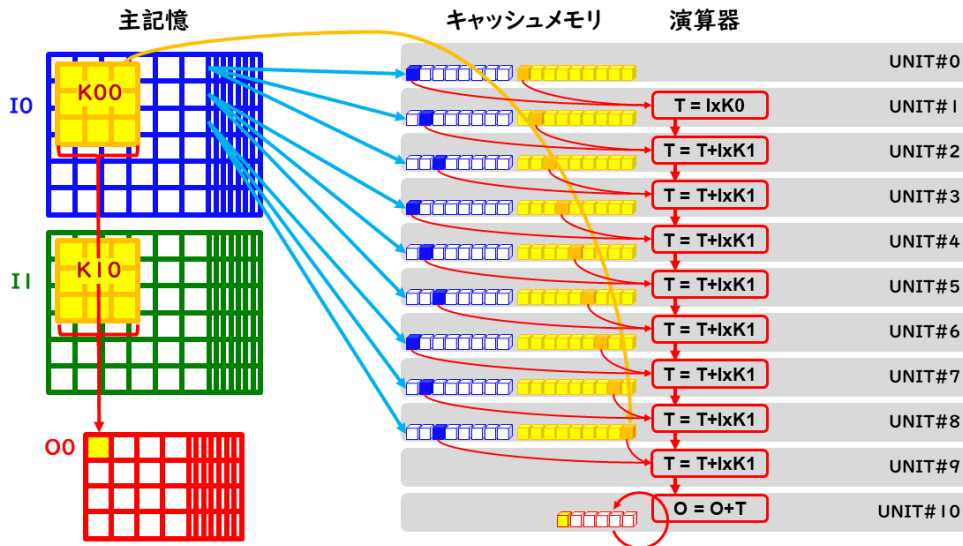 主記憶
キャッシュメモリ
演算器
I0
K00
I1
K10
O0
UNIT#0
T = IxK0
UNIT#1
T = T+IxK1
UNIT#2
T = T+IxK1
UNIT#3
T = T+IxK1
UNIT#4
T = T+IxK1
UNIT#5
T = T+IxK1
UNIT#6
T = T+IxK1
UNIT#7
T = T+IxK1
UNIT#8
T = T+IxK1
UNIT#9
O = O+T
UNIT#10